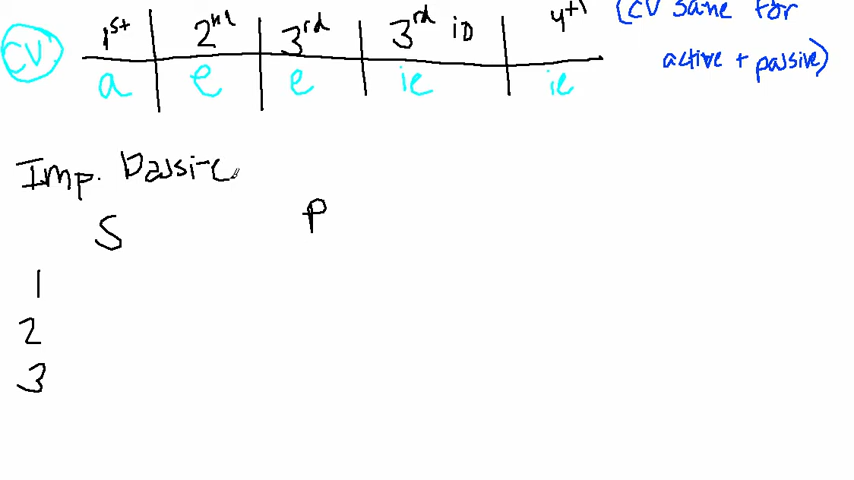 (CV same for
CV 1st 2nd 3rd 3rd io 4th
active + passive)
a e e ie ie
Imp. Passive
S P
1
2
3